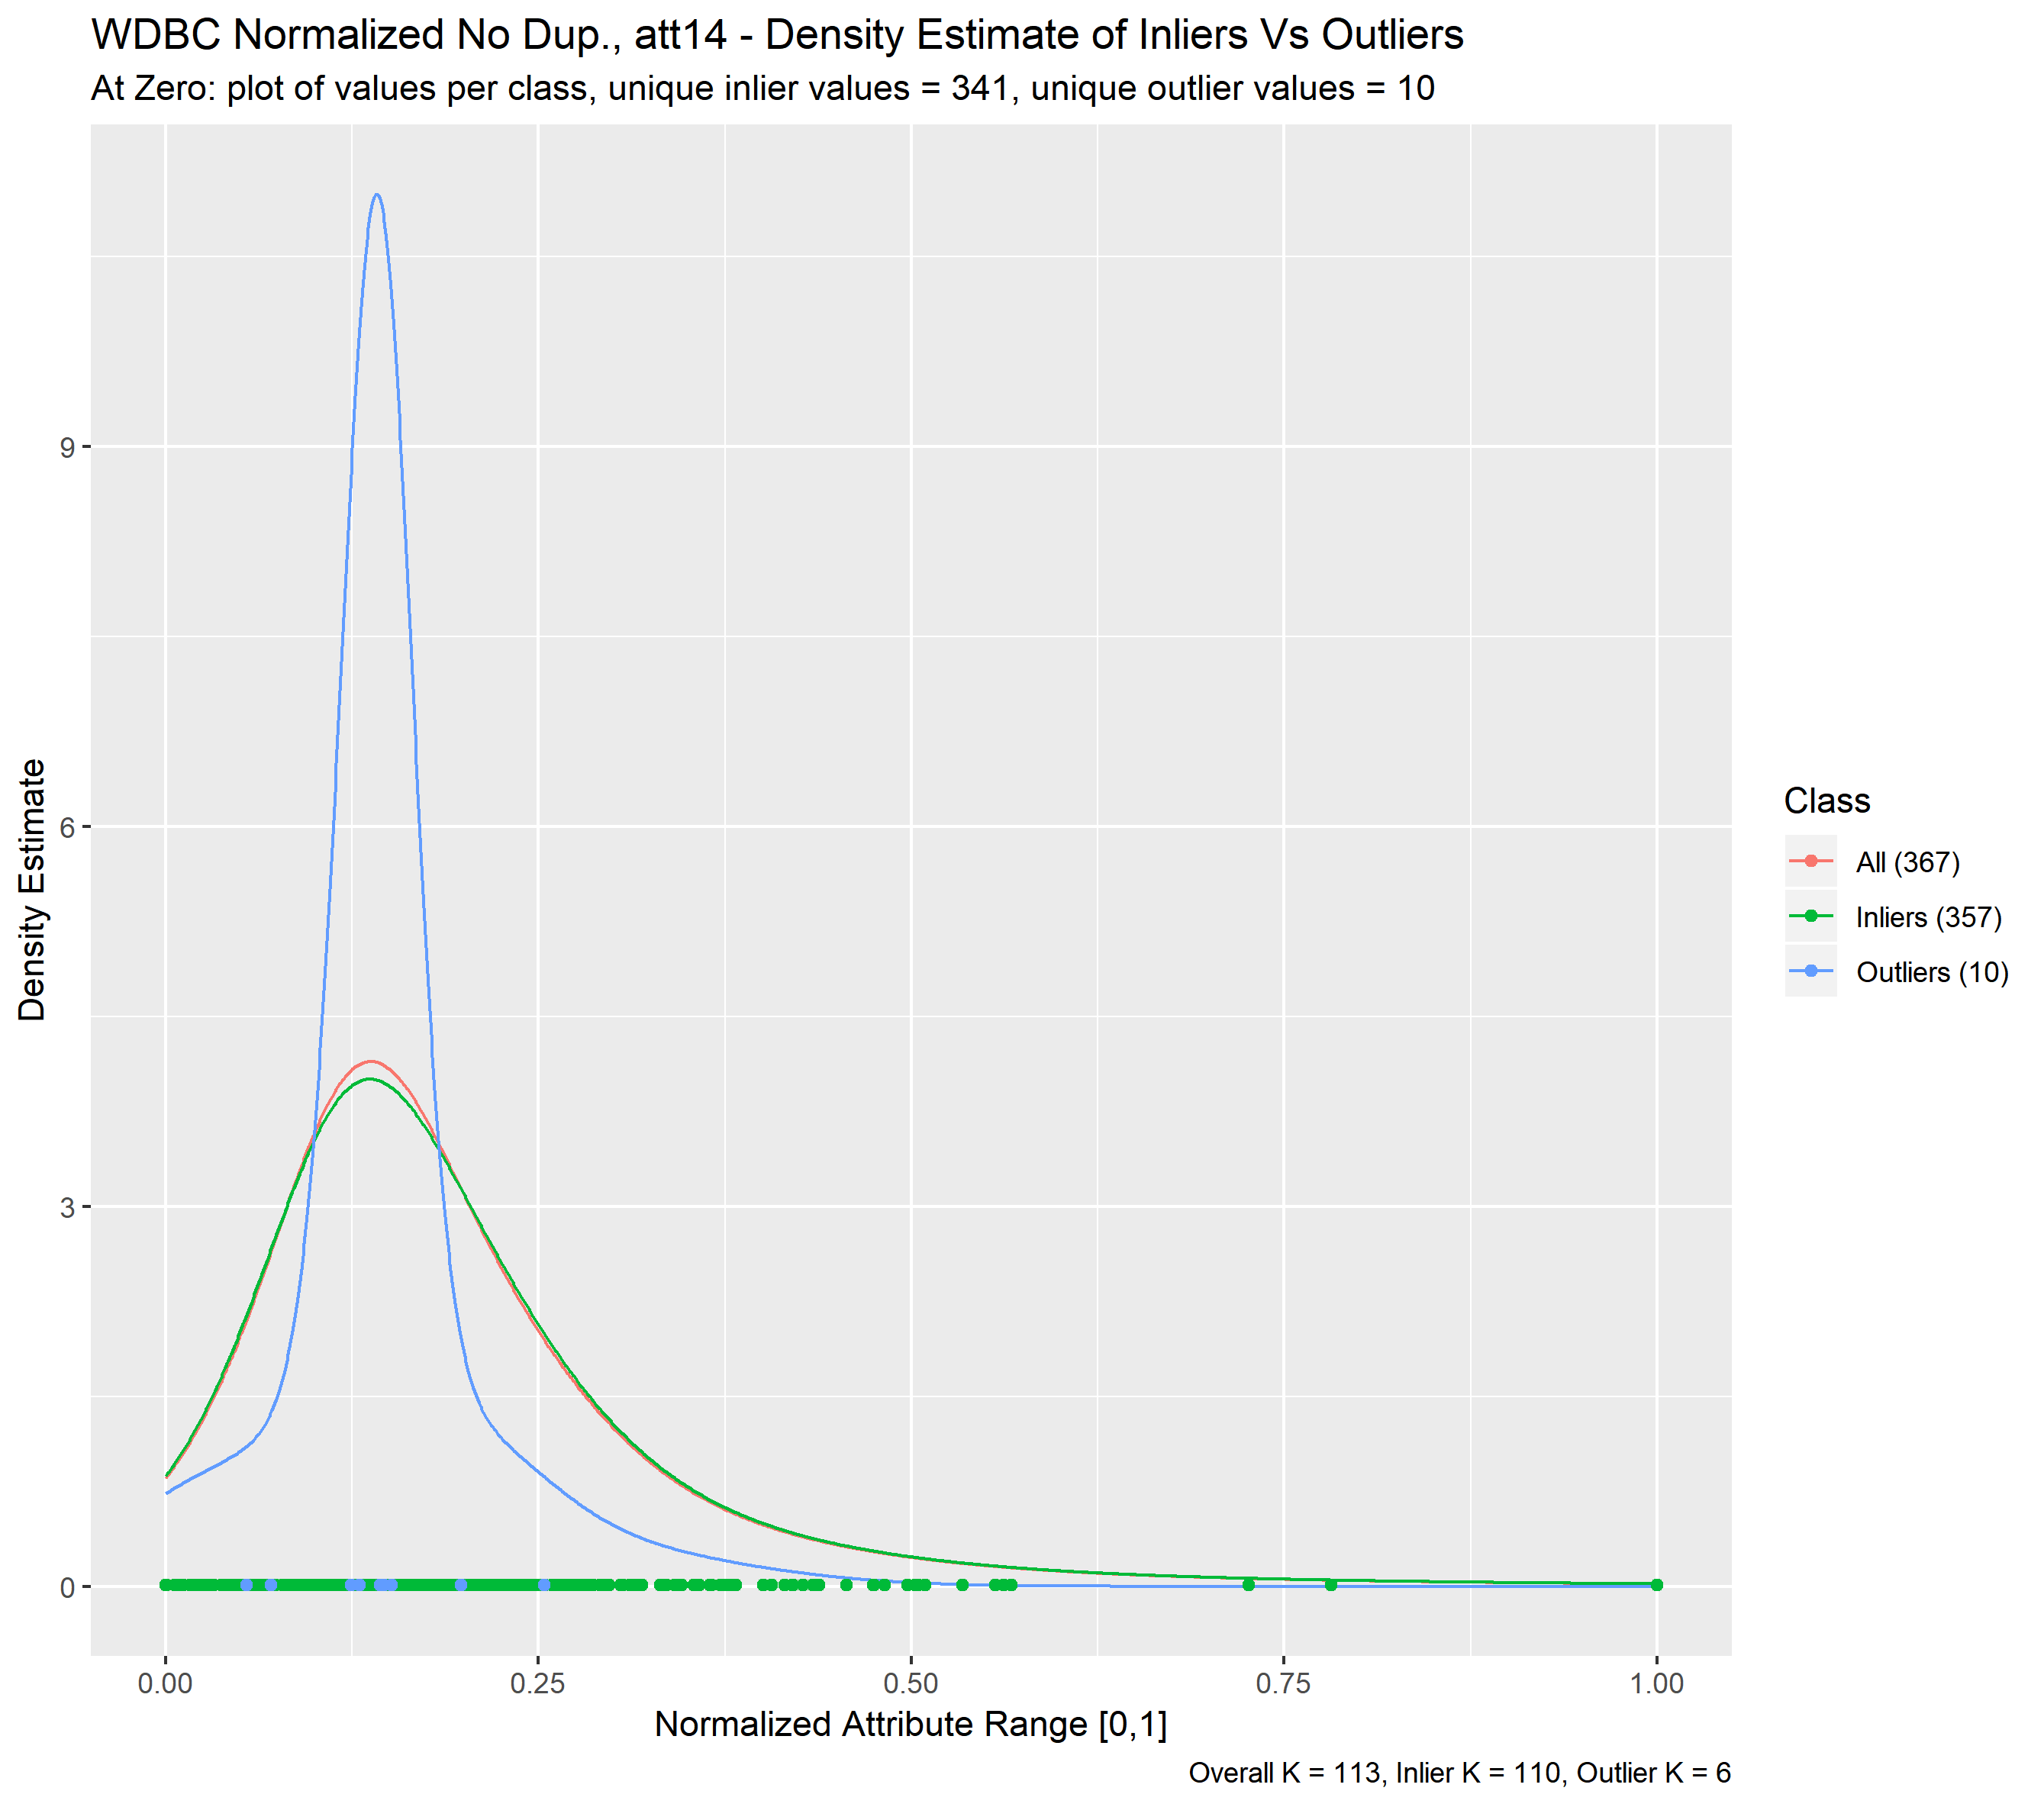 WDBC Normalized No Dup., att14 - Density Estimate of Inliers Vs Outliers
At Zero: plot of values per class, unique inlier values = 341, unique outlier values = 10
Density Estimate
9
6
3
0
0.00 0.25 0.50 0.75 1.00
Normalized Attribute Range [0,1]
Overall K = 113, Inlier K = 110, Outlier K = 6
Class
All (367)
Inliers (357)
Outliers (10)